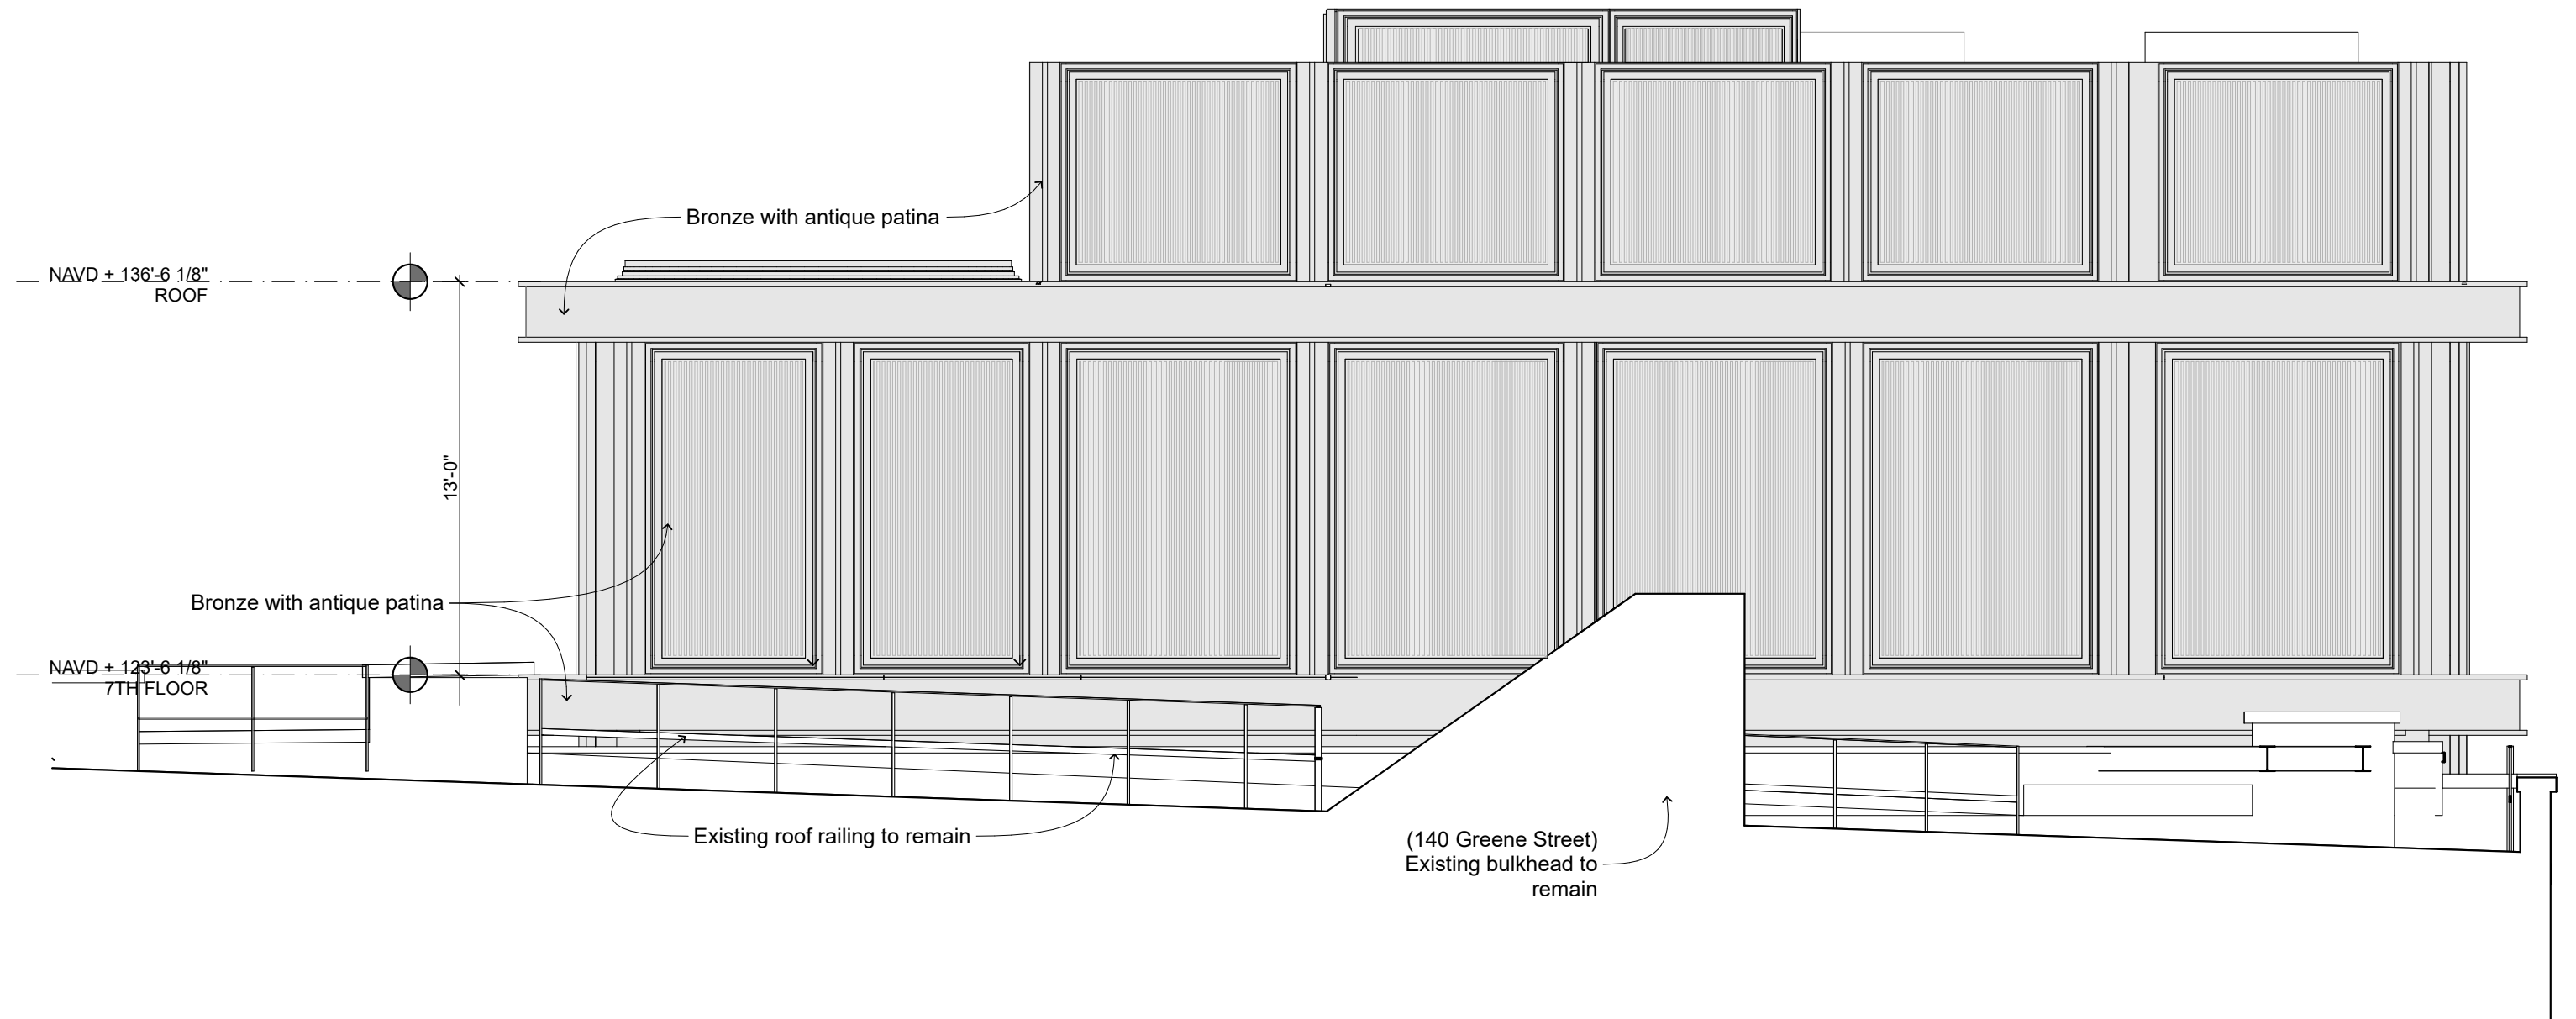 Bronze with antique patina
NAVD + 136'-6 1/8"
ROOF
13'-0"
Bronze with antique patina
NAVD + 123'-6 1/8"
7TH FLOOR
Existing roof railing to remain
(140 Greene Street)
Existing bulkhead to
remain